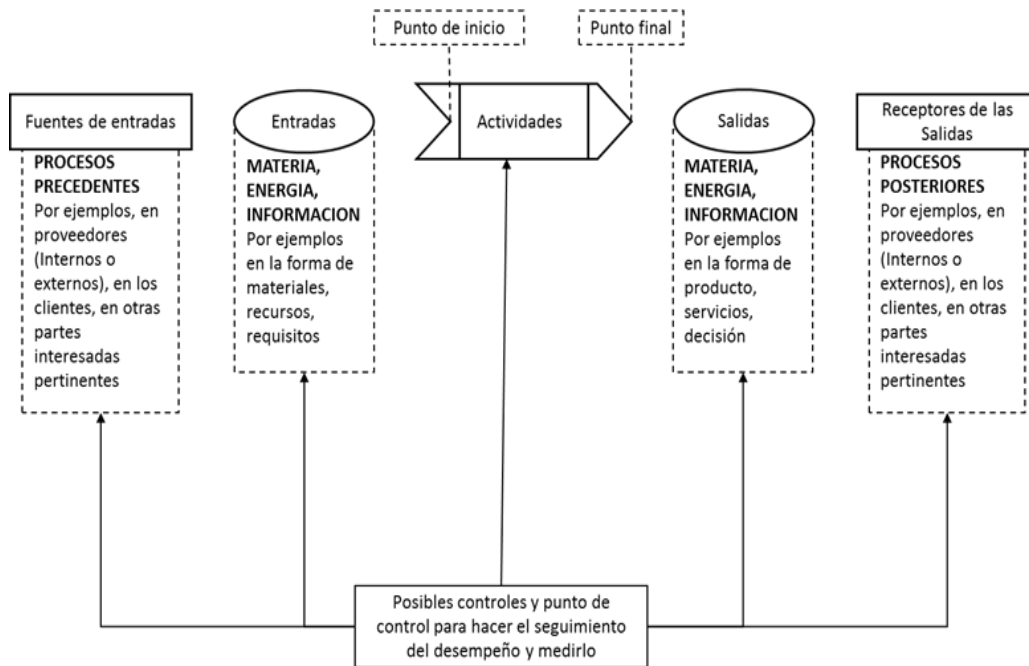 Punto de inicio
Punto final
Fuentes de entradas
Entradas
Actividades
Salidas
Receptores de las
Salidas
PROCESOS
PRECEDENTES
Por ejemplos, en
proveedores
(Internos o
externos), en los
clientes, en otras
partes
interesadas
pertinentes
MATERIA,
ENERGIA,
INFORMACION
Por ejemplos
en la forma de
materiales,
recursos,
requisitos
MATERIA,
ENERGIA,
INFORMACION
Por ejemplos
en la forma de
producto,
servicios,
decisión
PROCESOS
POSTERIORES
Por ejemplos, en
proveedores
(Internos o
externos), en los
clientes, en otras
partes
interesadas
pertinentes
Posibles controles y punto de
control para hacer el seguimiento
del desempeño y medirlo